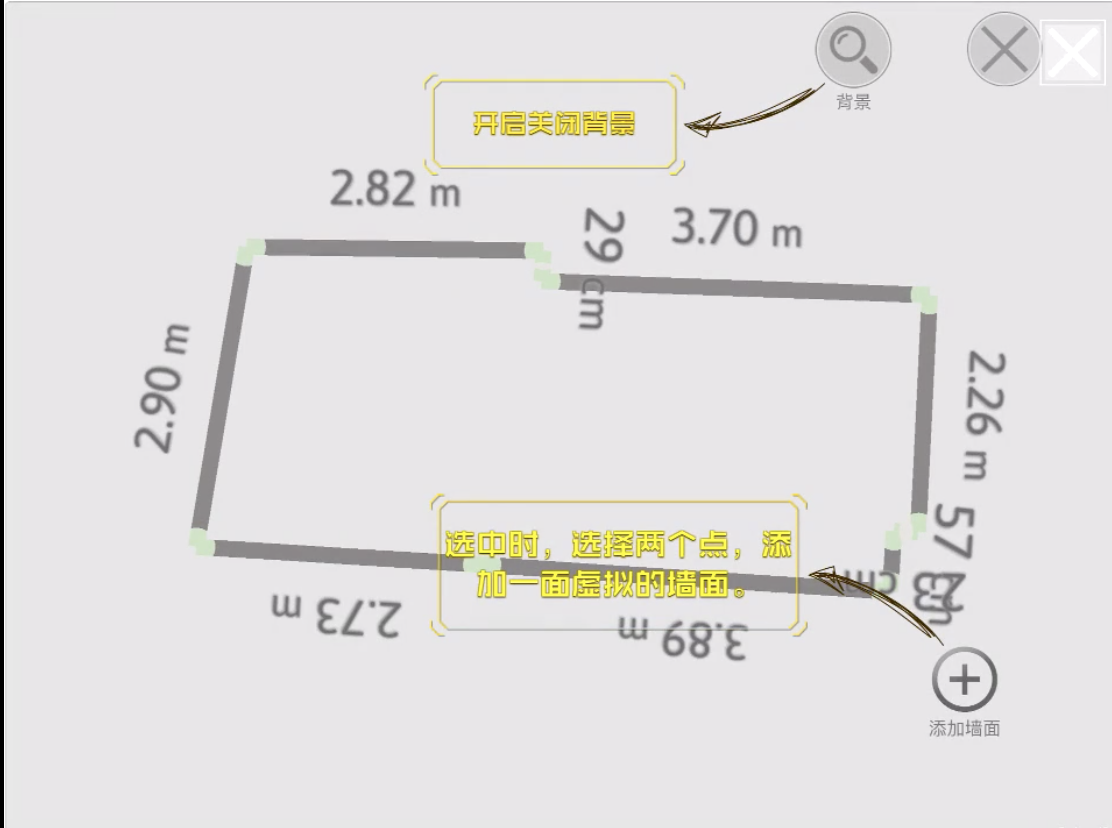 背景
开启关闭背景
2.82 m
29 cm
3.70 m
2.90 m
2.26 m
57
选中时，选择两个点，添
加一面虚拟的墙面。
cm
2.73 m
3.89 m
添加墙面